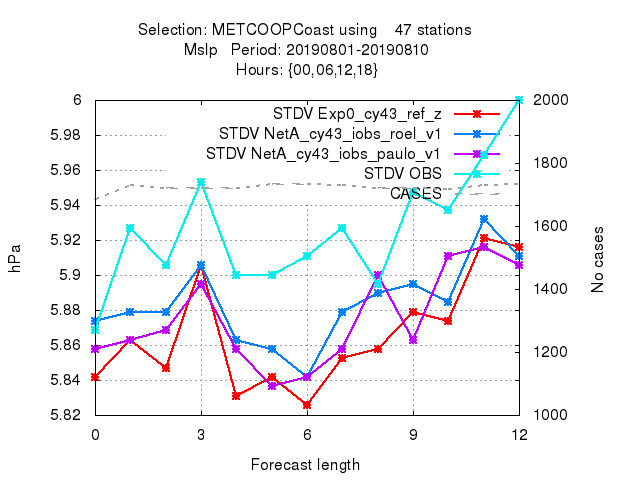 Selection: METCOOPCoast using    47 stations
Mslp   Period: 20190801-20190810
Hours: {00,06,12,18}
STDV Exp0_cy43_ref_z
STDV NetA_cy43_iobs_roel_v1
STDV NetA_cy43_iobs_paulo_v1
STDV OBS
CASES
hPa
6
5.98
5.96
5.94
5.92
5.9
5.88
5.86
5.84
5.82
2000
1800
1600
1400
1200
1000
No cases
0
3
6
9
12
Forecast length